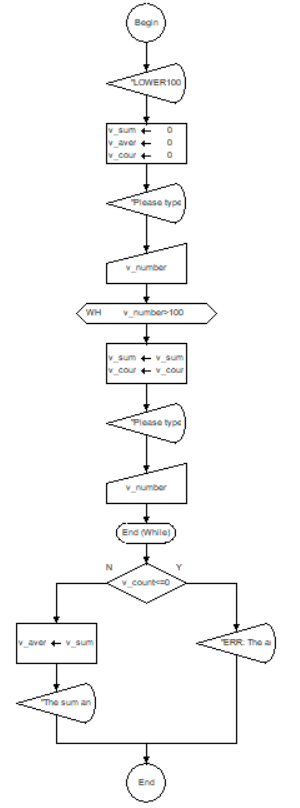 Begin
"LOWER100
v_sum ← 0
v_aver ← 0
v_cour ← 0
"Please type
v_number
WH v_number>100
v_sum ← v_sum
v_cour ← v_cour
"Please type
v_number
End (While)
N Y
v_count<=0
v_aver ← v_sum
"ERR: The a
"The sum an
End